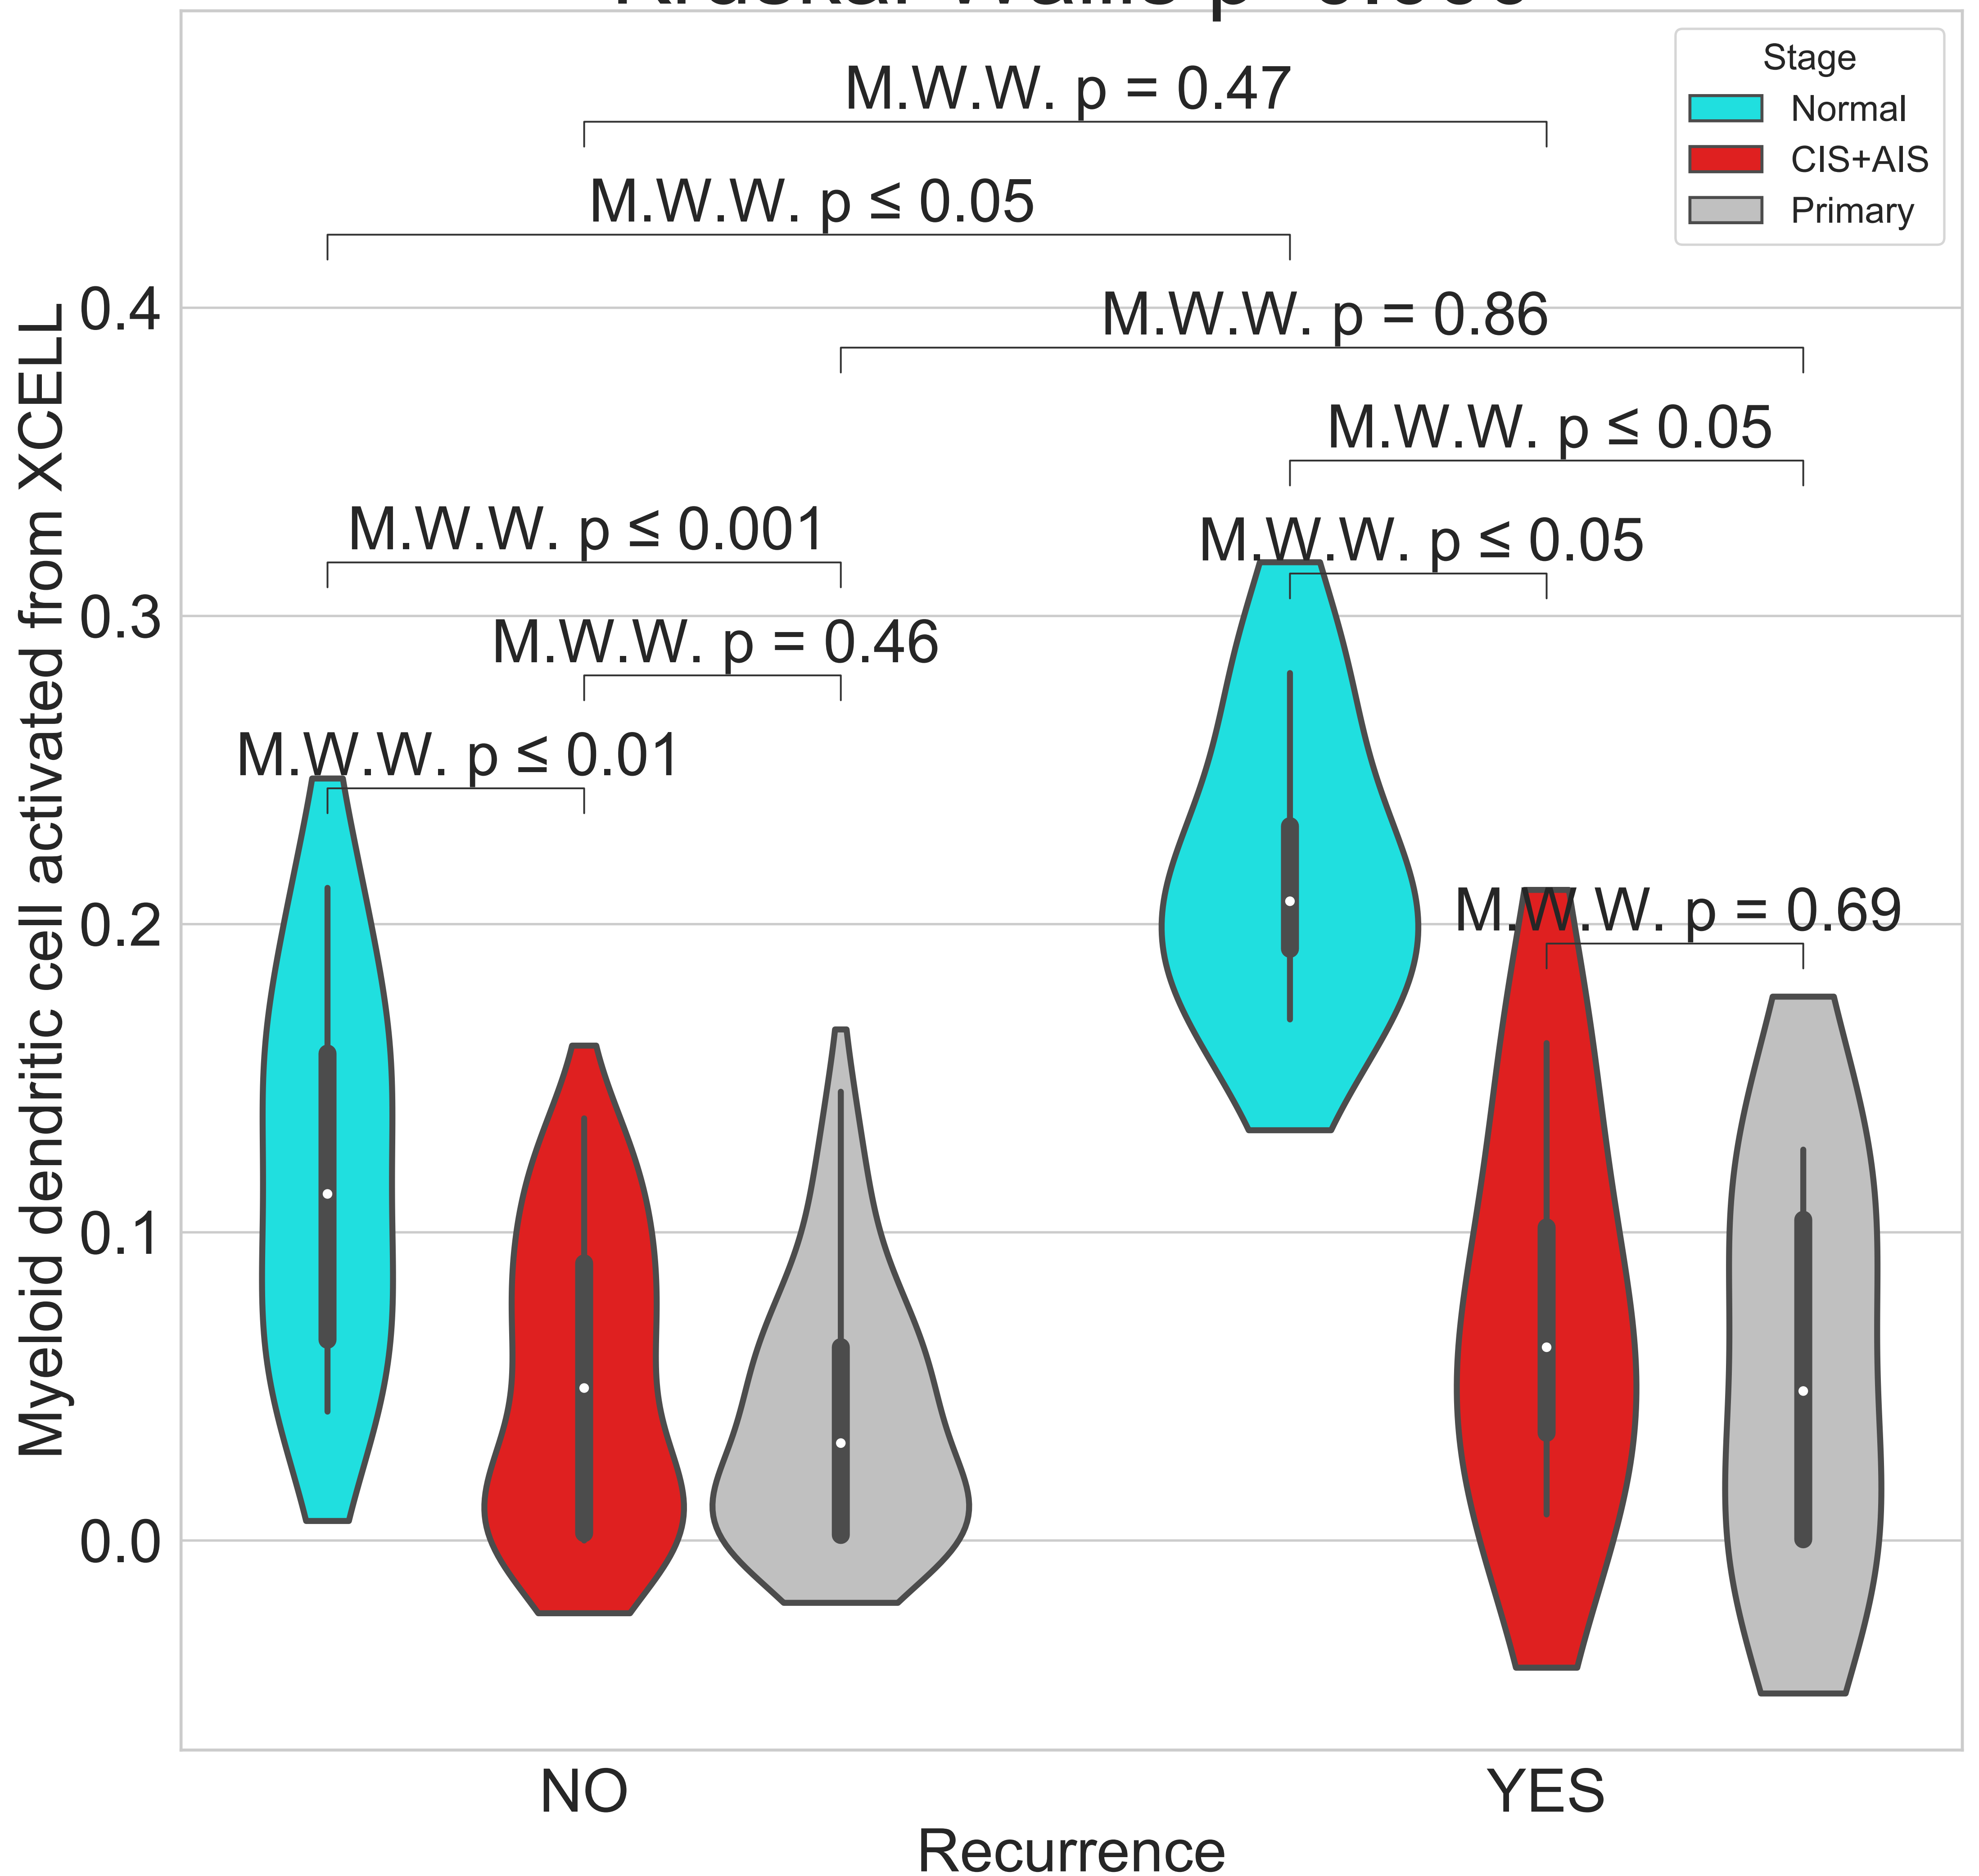 Stage
Normal
CIS+AIS
Primary
M.W.W. p = 0.47
M.W.W. p ≤ 0.05
M.W.W. p = 0.86
M.W.W. p ≤ 0.05
M.W.W. p ≤ 0.001
M.W.W. p ≤ 0.05
M.W.W. p = 0.46
M.W.W. p ≤ 0.01
M.W.W. p = 0.69
Myeloid dendritic cell activated from XCELL
0.4
0.3
0.2
0.1
0.0
NO
YES
Recurrence